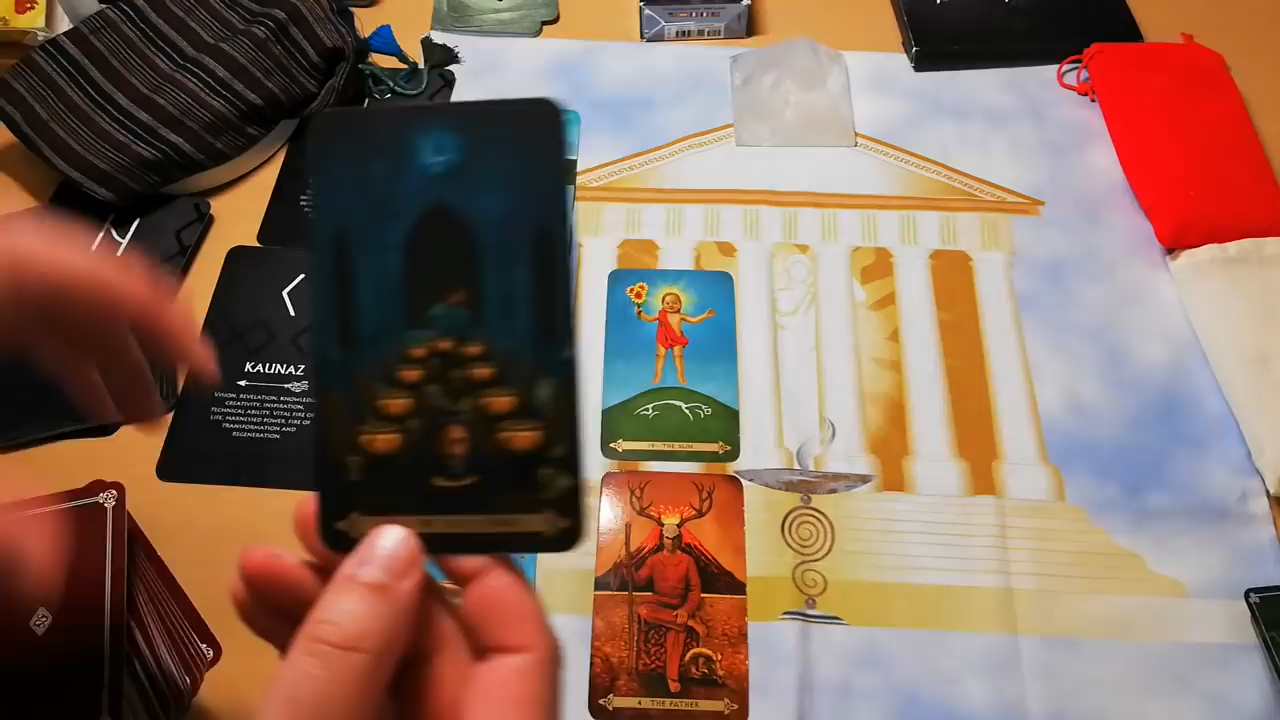 KAUNAZ
VISION, REVELATION, KNOWLED
CREATIVITY, INSPIRATION,
TECHNICAL ABILITY. VITAL FIRE OF
LIFE, HARNESSED POWER, FIRE OF
TRANSFORMATION AND
REGENERATION.
19 - THE SUN
4 : THE FATHER